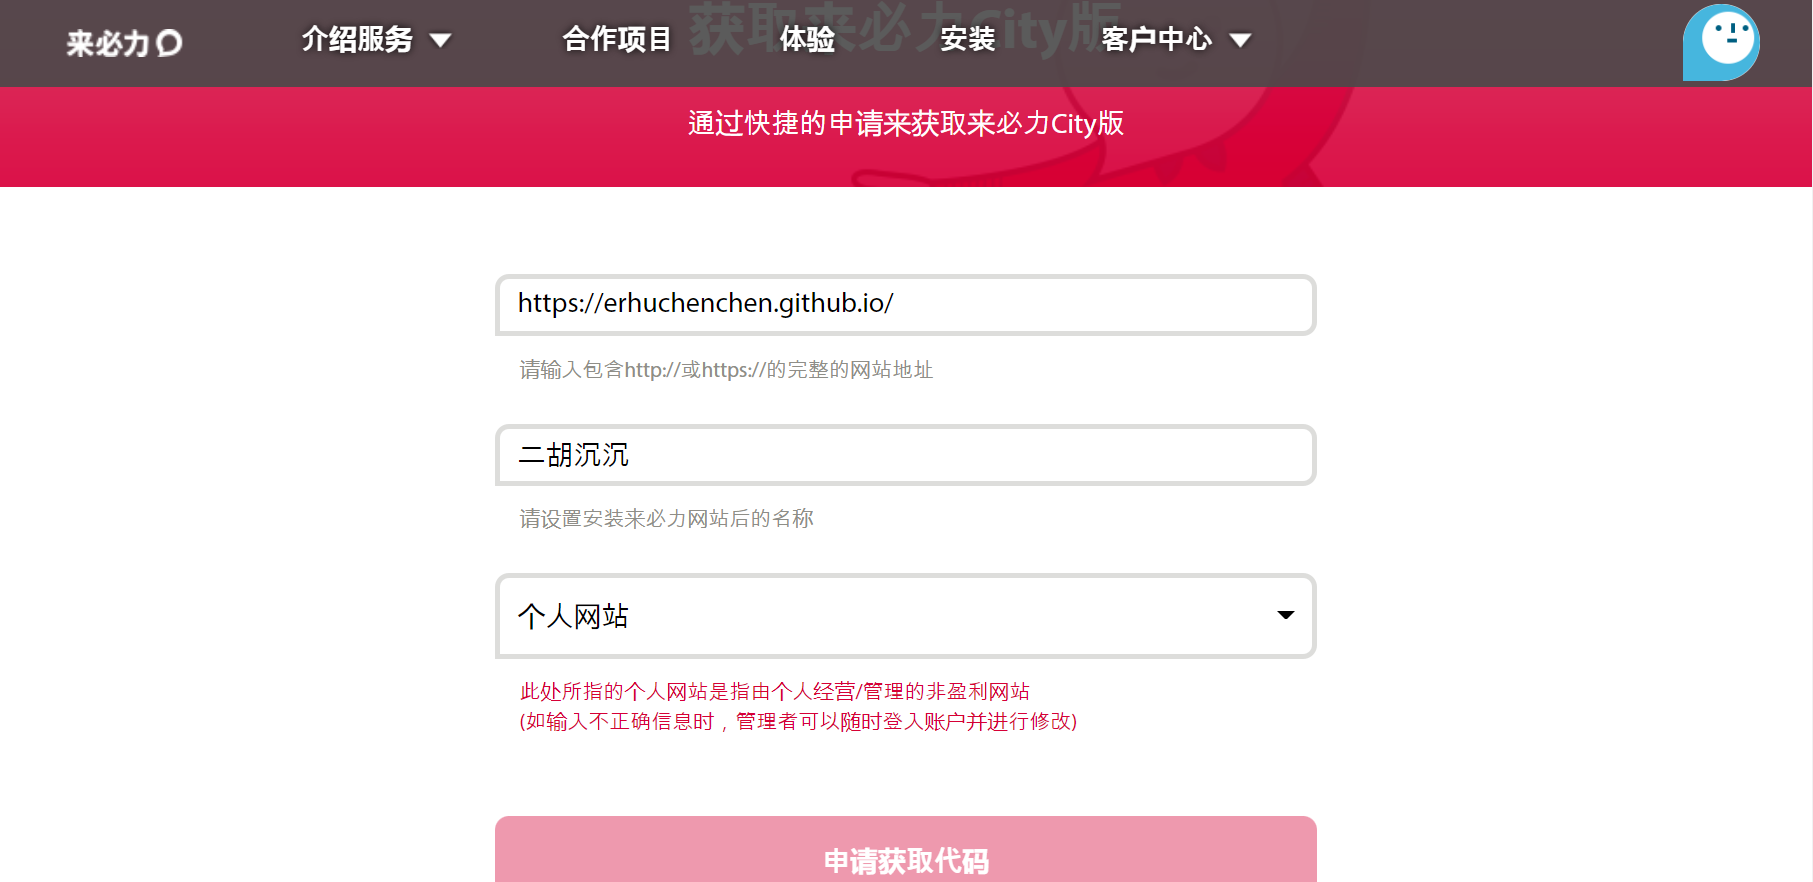 获取来必力City版
来必力
介绍服务
合作项目
体验
安装
客户中心
通过快捷的申请来获取来必力City版
https://erhuchenchen.github.io/
请输入包含http://或https://的完整的网站地址
二胡沉沉
请设置安装来必力网站后的名称
个人网站
此处所指的个人网站是指由个人经营/管理的非盈利网站
(如输入不正确信息时，管理者可以随时登入账户并进行修改)
申请获取代码